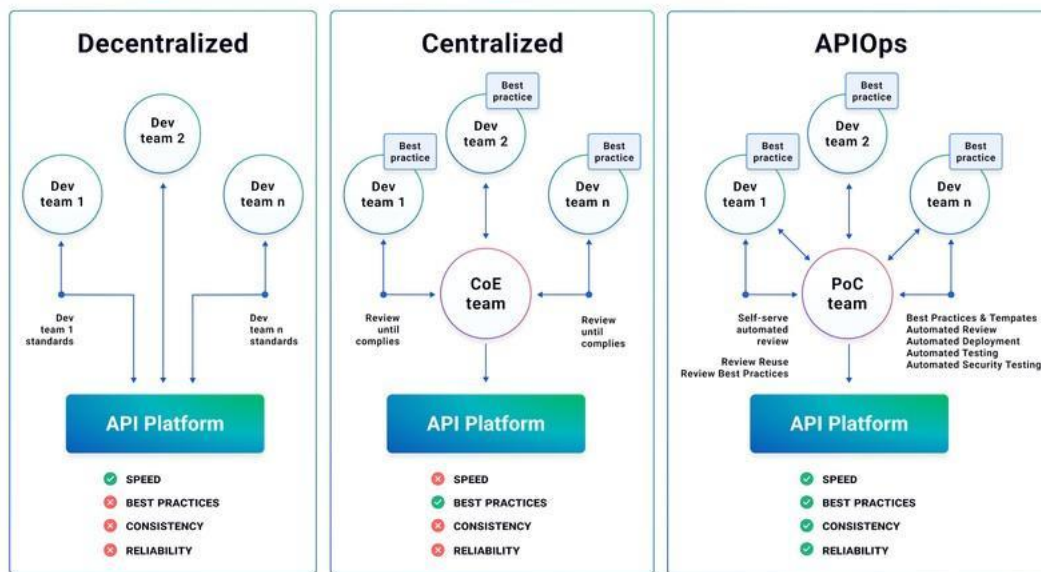 Decentralized
Dev
team 2
Dev
team 1
Dev
team n
Dev
team 1
standards
Dev
team n
standards
API Platform
SPEED
BEST PRACTICES
CONSISTENCY
RELIABILITY
Centralized
Best
practice
Dev
team 2
Best
practice
Dev
team 1
Best
practice
Dev
team n
CoE
team
Review
until
complies
Review
until
complies
API Platform
SPEED
BEST PRACTICES
CONSISTENCY
RELIABILITY
APIOps
Best
practice
Dev
team 2
Best
practice
Dev
team 1
Best
practice
Dev
team n
PoC
team
Self-serve
automated
review
Review Reuse
Review Best Practices
Best Practices & Tempates
Automated Review
Automated Deployment
Automated Testing
Automated Security Testing
API Platform
SPEED
BEST PRACTICES
CONSISTENCY
RELIABILITY